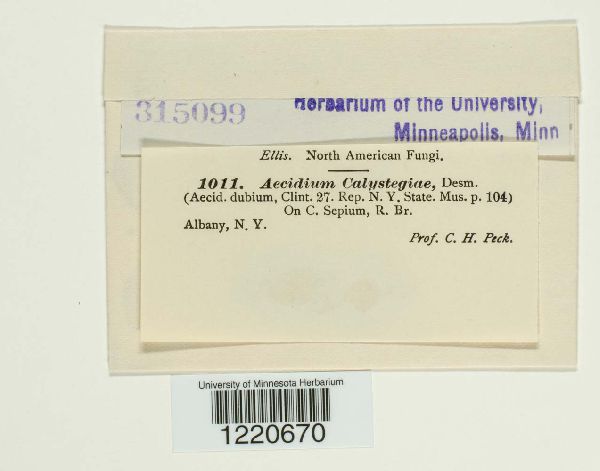 315099
Herbarium of the University,
Minneapolis, Minn
Ellis. North American Fungi.
1011. Aecidium Calystegiae, Desm.
(Aecid. dubium, Clint. 27. Rep. N. Y. State. Mus. p. 104)
On C. Sepium, R. Br.
Albany, N. Y.
Prof. C. H. Peck.
University of Minnesota Herbarium
1220670